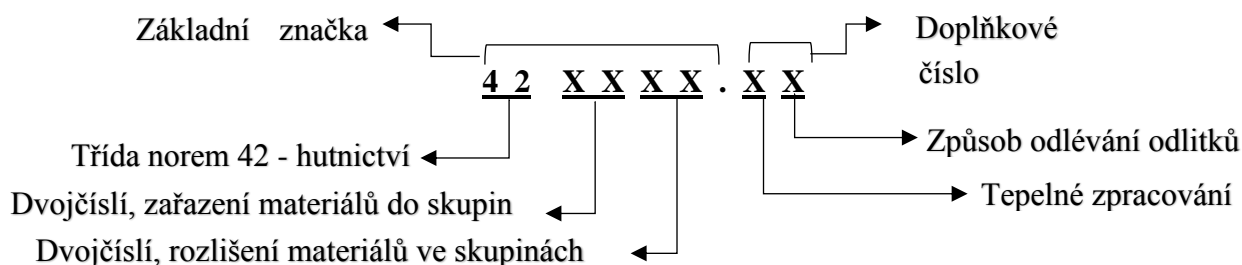 Základní značka
Doplňkové
číslo
4 2 X X X X . X X
Způsob odlévání odlitků
Třída norem 42 - hutnictví
Tepelné zpracování
Dvojčíslí, zařazení materiálů do skupin
Dvojčíslí, rozlišení materiálů ve skupinách